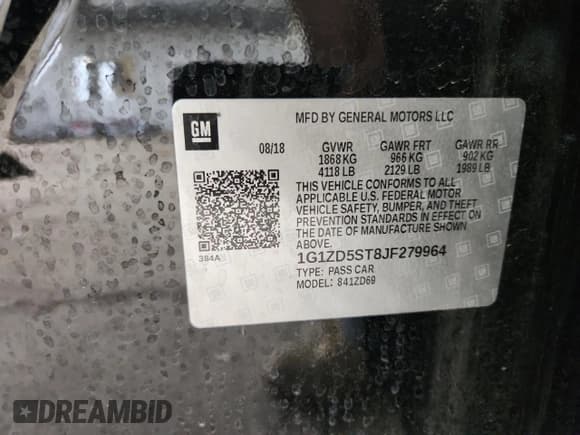 GM
MFD BY GENERAL MOTORS LLC
08/18 GVWR GAWR FRT GAWR RR
1868 KG 966 KG 902 KG
4118 LB 2129 LB 1989 LB
THIS VEHICLE CONFORMS TO ALL
APPLICABLE U.S. FEDERAL MOTOR
VEHICLE SAFETY, BUMPER, AND THEFT
PREVENTION STANDARDS IN EFFECT ON
THE DATE OF MANUFACTURE SHOWN
ABOVE.
384A
1G1ZD5ST8JF279964
TYPE: PASS CAR
MODEL: 841ZD69
DREAMBID